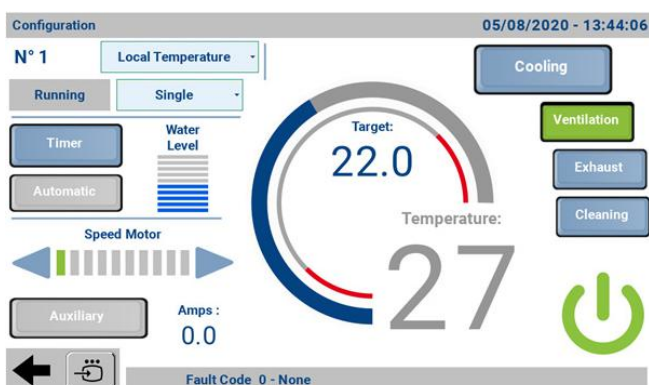 Configuration
05/08/2020 - 13:44:06
N° 1
Local Temperature
Cooling
Running
Single
Ventilation
Timer
Water
Level
Target:
22.0
Exhaust
Automatic
Cleaning
Temperature:
27
Speed Motor
Auxiliary
Amps :
0.0
Fault Code 0 - None